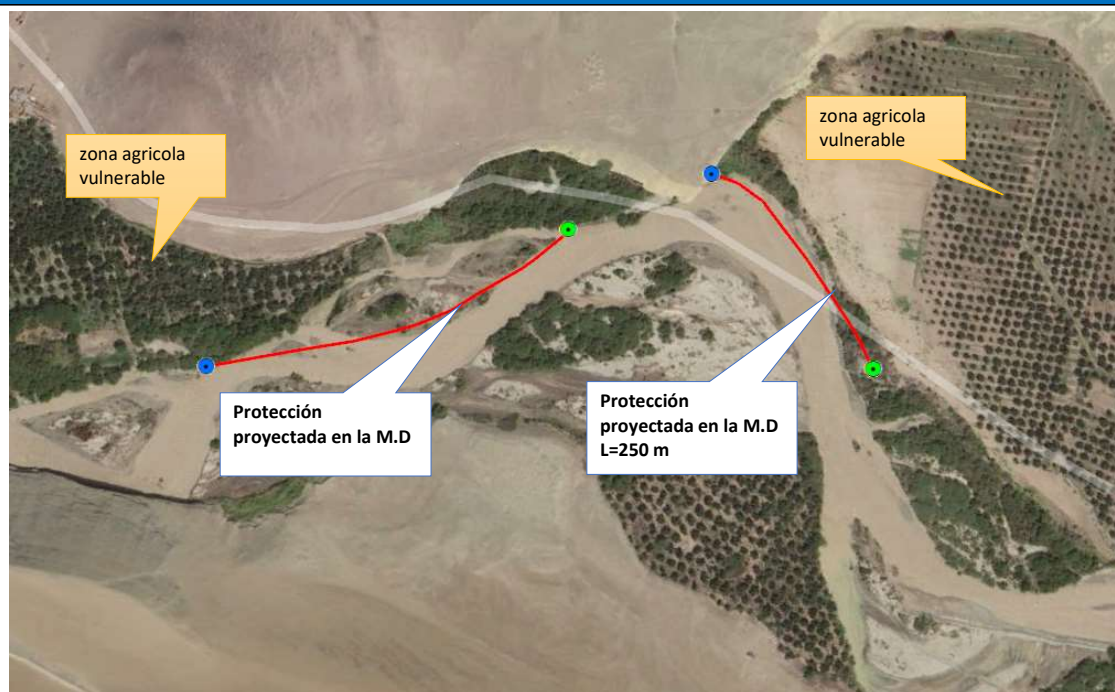 zona agricola
vulnerable
zona agricola
vulnerable
Protección
proyectada en la M.D
Protección
proyectada en la M.D
L=250 m